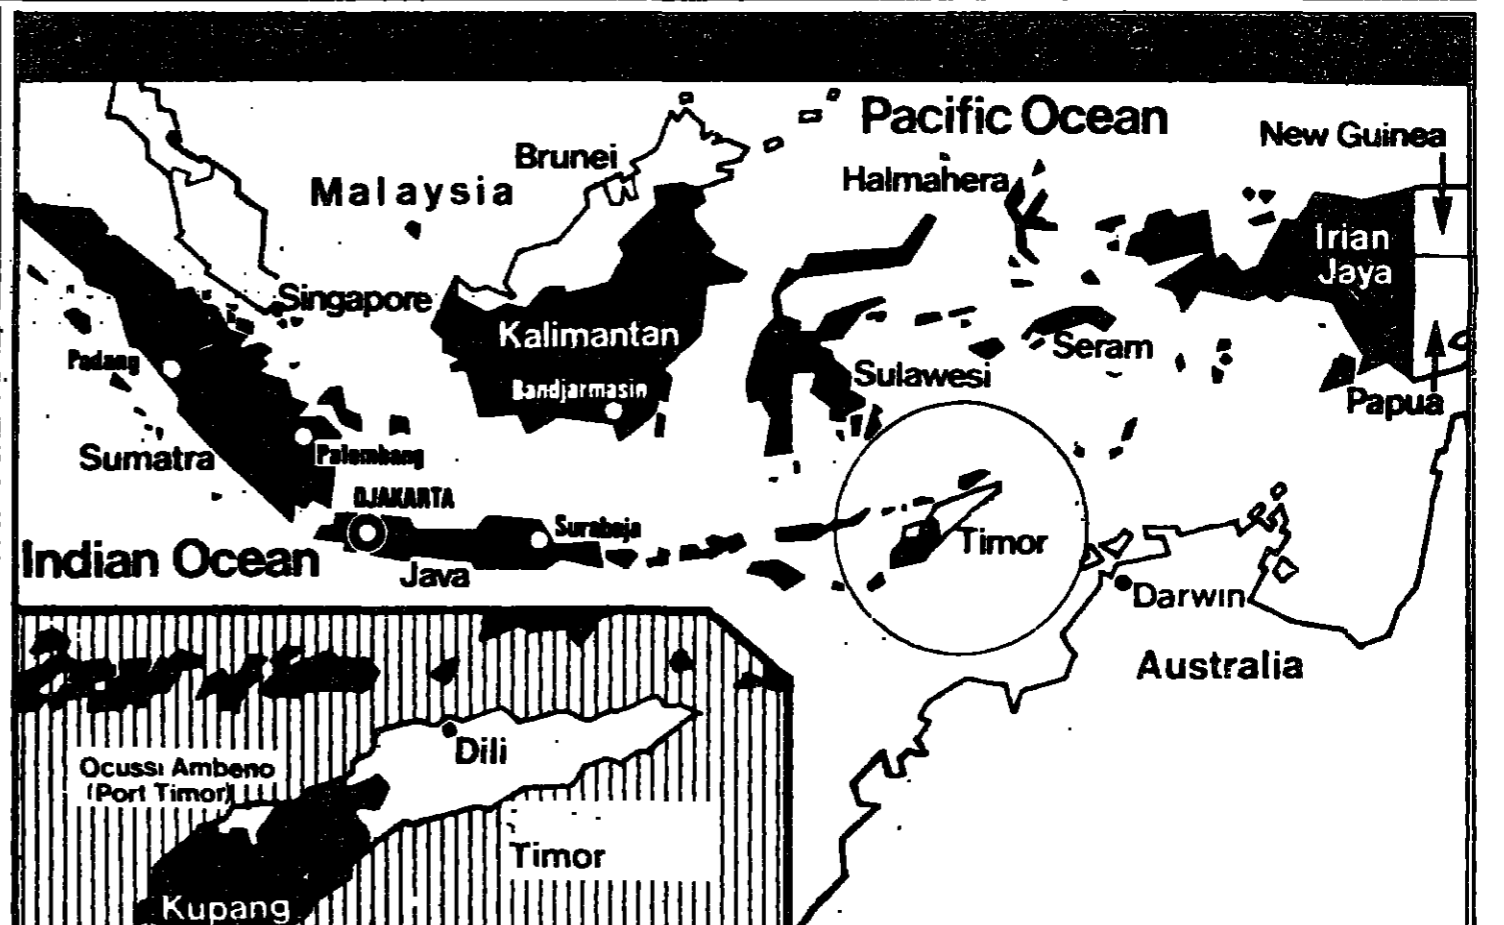 Pacific Ocean
New Guinea
Brunei
Malaysia
Halmahera
Irian
Jaya
Singapore
Kalimantan
Seram
Padang
Sulawesi
Bandjarmasin
Papua
Sumatra
Palembang
DJAKARTA
Surabaja
Timor
Indian Ocean
Java
Darwin
Australia
Dili
Ocussi Ambeno
(Port Timor)
Timor
Kupang